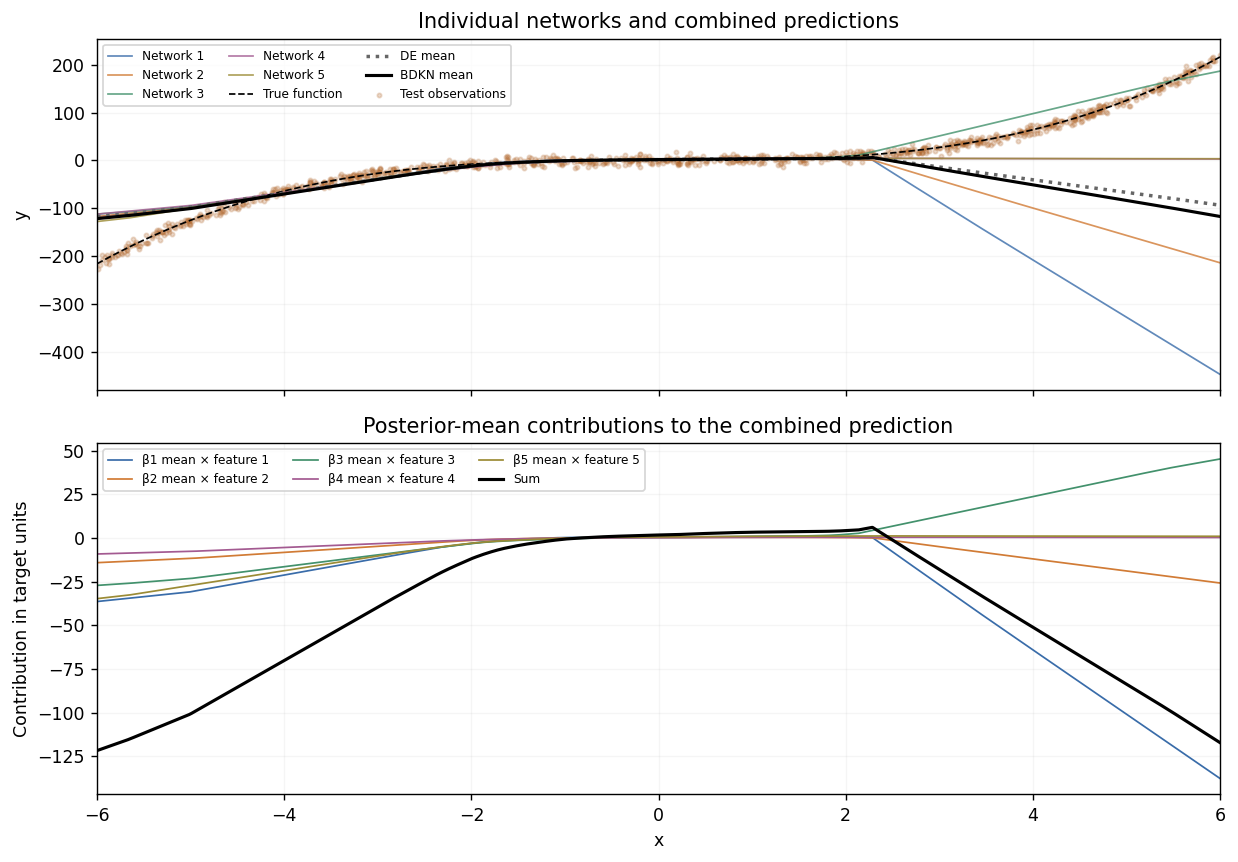 Individual networks and combined predictions
Network 1 Network 4 DE mean
Network 2 Network 5 BDKN mean
Network 3 True function Test observations
y
200
100
0
−100
−200
−300
−400
Posterior-mean contributions to the combined prediction
β1 mean × feature 1 β3 mean × feature 3 β5 mean × feature 5
β2 mean × feature 2 β4 mean × feature 4 Sum
Contribution in target units
50
25
0
−25
−50
−75
−100
−125
−6 −4 −2 0 2 4 6
x